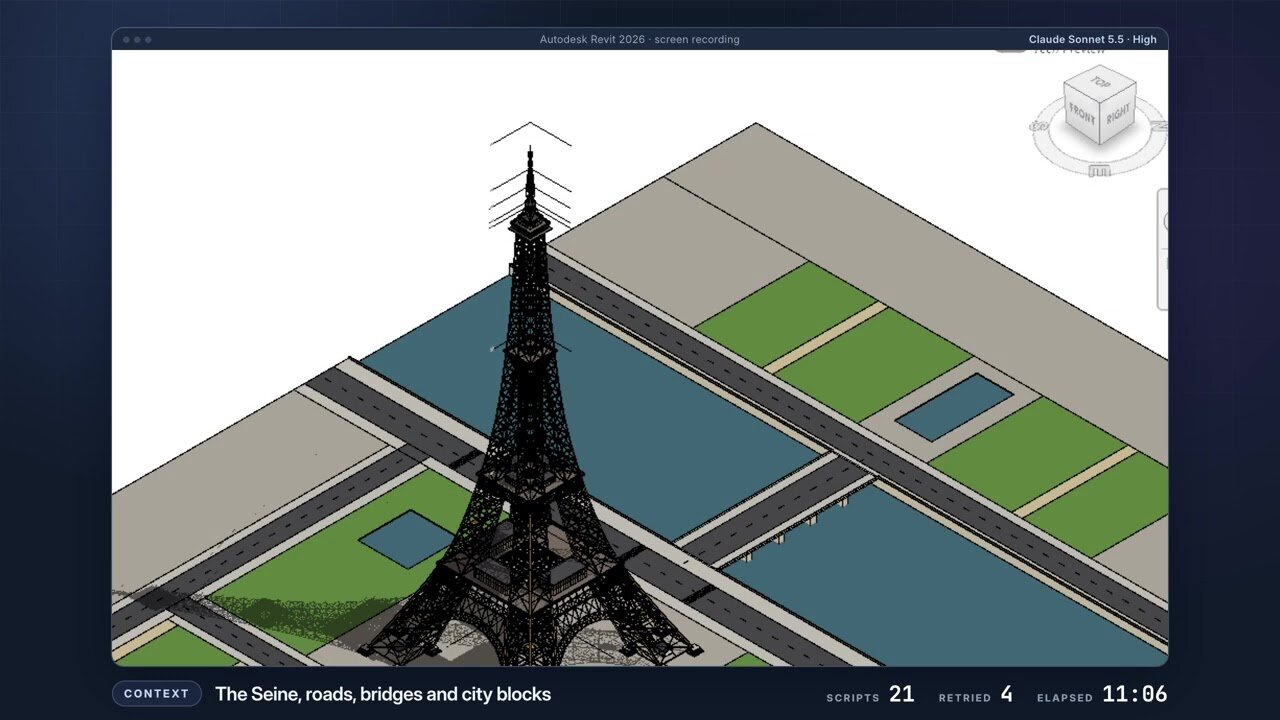 Autodesk Revit 2026 · screen recording
Claude Sonnet 5.5 · High
TOP
FRONT
RIGHT
CONTEXT
The Seine, roads, bridges and city blocks
SCRIPTS 21
RETRIED 4
ELAPSED 11:06